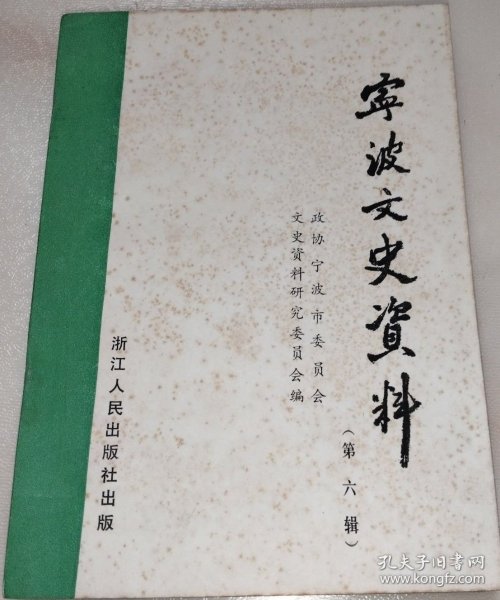 寧波文史資料
（第六辑）
政协宁波市委员会
文史資料研究委員会编
浙江人民出版社出版
孔夫子旧书网
www.kongfz.com